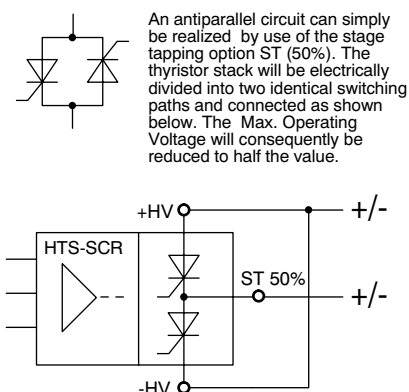 An antiparallel circuit can simply
be realized by use of the stage
tapping option ST (50%). The
thyristor stack will be electrically
divided into two identical switching
paths and connected as shown
below. The Max. Operating
Voltage will consequently be
reduced to half the value.
+HV
+/-
HTS-SCR
ST 50%
+/-
-HV